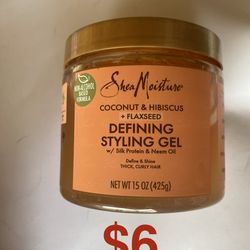 NON-ALCOHOL
BASED
FORMULA
SheaMoisture®
COCONUT & HIBISCUS
+ FLAXSEED
DEFINING
STYLING GEL
w/ Silk Protein & Neem Oil
Define & Shine
THICK, CURLY HAIR
NET WT 15 OZ (425g)
$6